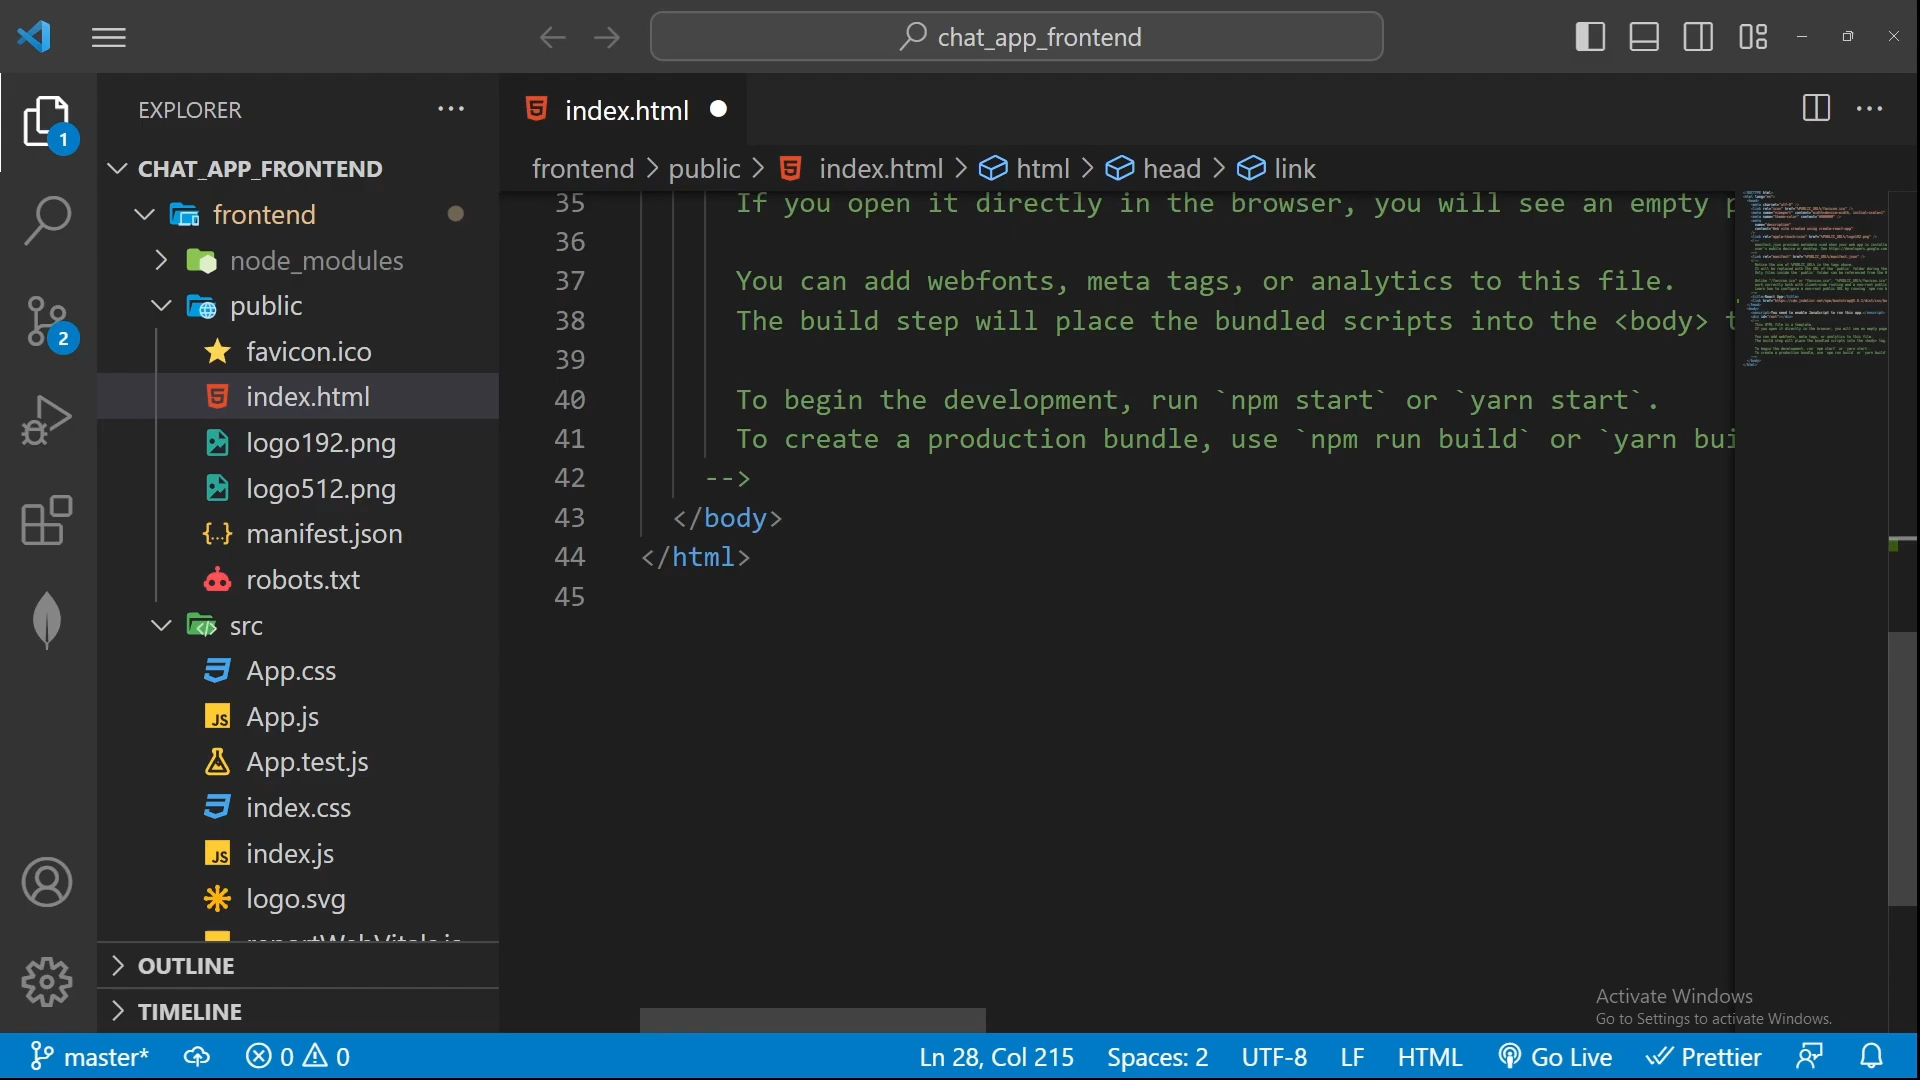 chat_app_frontend
EXPLORER
index.html
frontend > public > index.html > html > head > link
1
2
CHAT_APP_FRONTEND
frontend
node_modules
public
favicon.ico
index.html
logo192.png
logo512.png
manifest.json
robots.txt
src
App.css
App.js
App.test.js
index.css
index.js
logo.svg
OUTLINE
TIMELINE
35 If you open it directly in the browser, you will see an empty
36
37 You can add webfonts, meta tags, or analytics to this file.
38 The build step will place the bundled scripts into the <body>
39
40 To begin the development, run `npm start` or `yarn start`.
41 To create a production bundle, use `npm run build` or `yarn
42 -->
43 </body>
44 </html>
45
Activate Windows
Go to Settings to activate Windows.
master* 0 0 Ln 28, Col 215 Spaces: 2 UTF-8 LF HTML Go Live Prettier